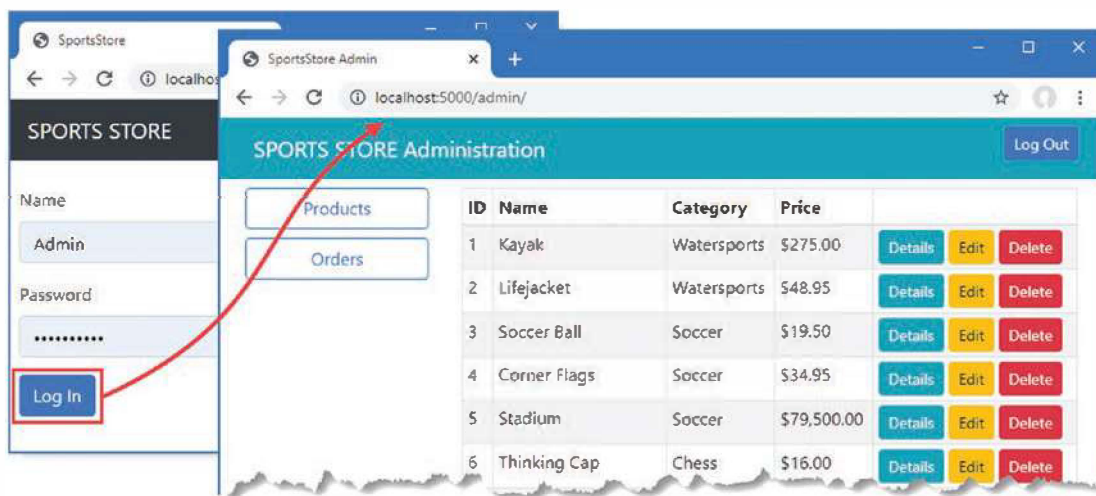 SportsStore
localhos
SPORTS STORE
Name
Admin
Password
••••••••••
Log In
SportsStore Admin
localhost:5000/admin/
SPORTS STORE Administration
Log Out
Products
Orders
ID Name Category Price
1 Kayak Watersports $275.00 Details Edit Delete
2 Lifejacket Watersports $48.95 Details Edit Delete
3 Soccer Ball Soccer $19.50 Details Edit Delete
4 Corner Flags Soccer $34.95 Details Edit Delete
5 Stadium Soccer $79,500.00 Details Edit Delete
6 Thinking Cap Chess $16.00 Details Edit Delete